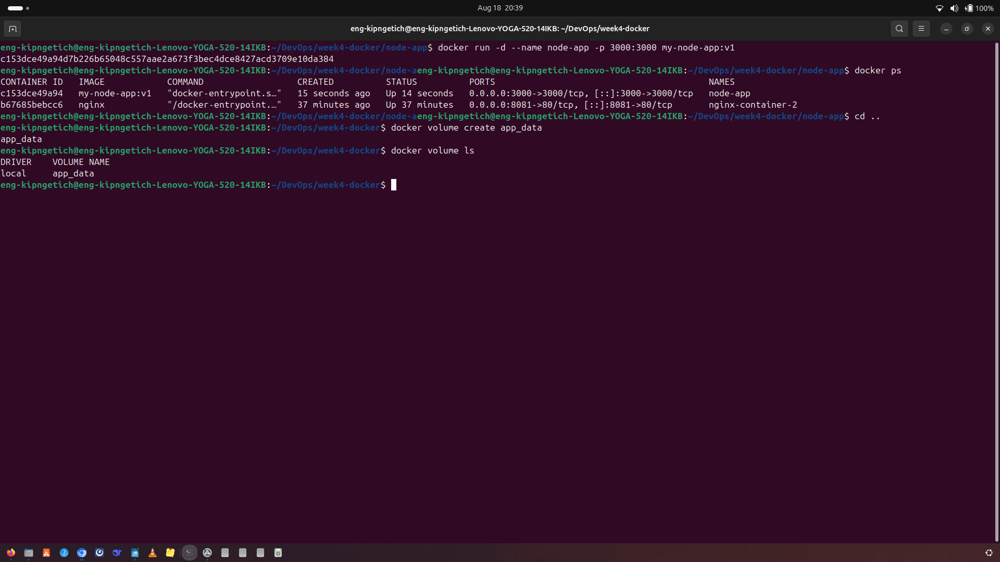 Aug 18 20:39
100%
eng-kipngetich@eng-kipngetich-Lenovo-YOGA-520-14IKB: ~/DevOps/week4-docker
eng-kipngetich@eng-kipngetich-Lenovo-YOGA-520-14IKB:~/DevOps/week4-docker/node-app$ docker run -d --name node-app -p 3000:3000 my-node-app:v1
c153dce49a94d7b226b65048c557aae2a673f3bec4dce8427acd3709e10da384
eng-kipngetich@eng-kipngetich-Lenovo-YOGA-520-14IKB:~/DevOps/week4-docker/node-aeng-kipngetich@eng-kipngetich-Lenovo-YOGA-520-14IKB:~/DevOps/week4-docker/node-app$ docker ps
CONTAINER ID   IMAGE            COMMAND                  CREATED          STATUS          PORTS                                         NAMES
c153dce49a94   my-node-app:v1   "docker-entrypoint.s…"   15 seconds ago   Up 14 seconds   0.0.0.0:3000->3000/tcp, [::]:3000->3000/tcp   node-app
b67685bebcc6   nginx            "/docker-entrypoint.…"   37 minutes ago   Up 37 minutes   0.0.0.0:8081->80/tcp, [::]:8081->80/tcp       nginx-container-2
eng-kipngetich@eng-kipngetich-Lenovo-YOGA-520-14IKB:~/DevOps/week4-docker/node-aeng-kipngetich@eng-kipngetich-Lenovo-YOGA-520-14IKB:~/DevOps/week4-docker/node-app$ cd ..
eng-kipngetich@eng-kipngetich-Lenovo-YOGA-520-14IKB:~/DevOps/week4-docker$ docker volume create app_data
app_data
eng-kipngetich@eng-kipngetich-Lenovo-YOGA-520-14IKB:~/DevOps/week4-docker$ docker volume ls
DRIVER    VOLUME NAME
local     app_data
eng-kipngetich@eng-kipngetich-Lenovo-YOGA-520-14IKB:~/DevOps/week4-docker$